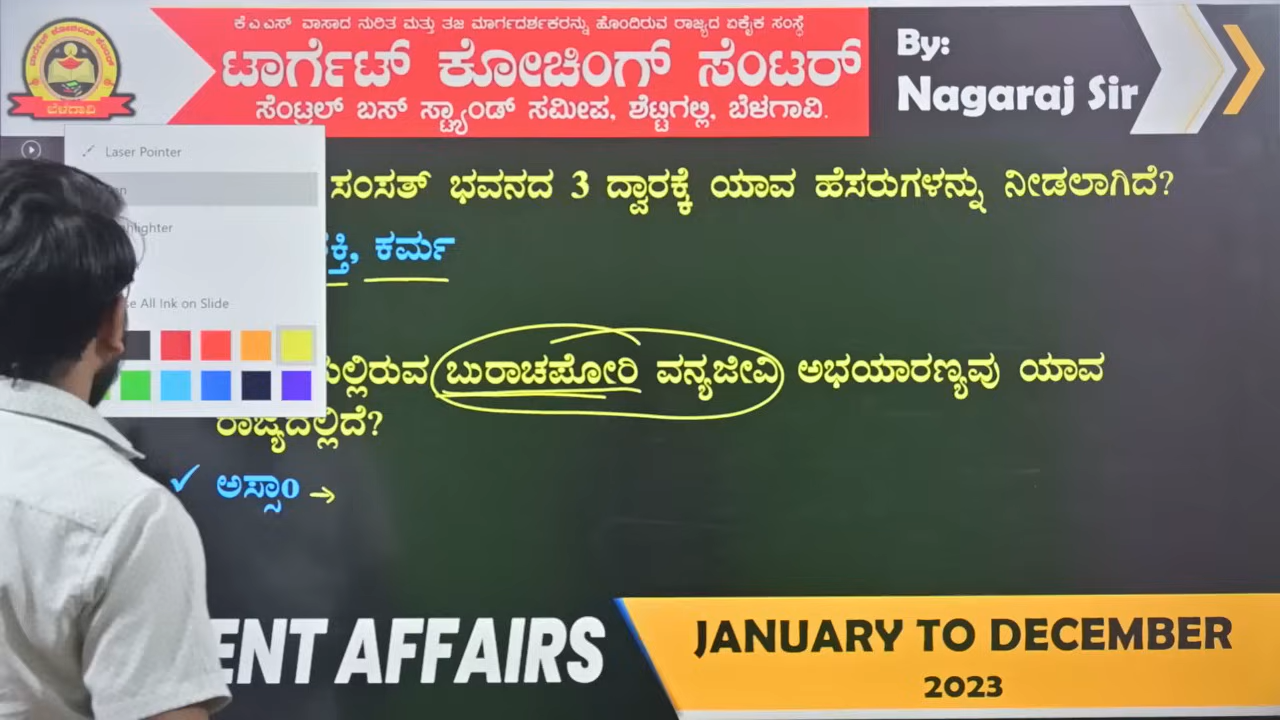 ಕೆ.ಎ.ಎಸ್ ವಾಸಾದ ನುರಿತ ಮತ್ತು ತಜ್ಞ ಮಾರ್ಗದರ್ಶಕರನ್ನು ಹೊಂದಿರುವ ರಾಜ್ಯದ ಏಕೈಕ ಸಂಸ್ಥೆ
ಟಾರ್ಗೆಟ್ ಕೋಚಿಂಗ್ ಸೆಂಟರ್
ಸೆಂಟ್ರಲ್ ಬಸ್ ಸ್ಟ್ಯಾಂಡ್ ಸಮೀಪ, ಶೆಟ್ಟಿಗಲ್ಲಿ, ಬೆಳಗಾವಿ.
By:
Nagaraj Sir
ಬೆಳಗಾವಿ
Laser Pointer
All Ink on Slide
ಸಂಸತ್ ಭವನದ 3 ದ್ವಾರಕ್ಕೆ ಯಾವ ಹೆಸರುಗಳನ್ನು ನೀಡಲಾಗಿದೆ?
ಕರ್ಮ
ಬುರಾಚಪೋರಿ ವನ್ಯಜೀವಿ ಅಭಯಾರಣ್ಯವು ಯಾವ
ರಾಜ್ಯದಲ್ಲಿದೆ?
✓ ಅಸ್ಸಾಂ →
AFFAIRS
JANUARY TO DECEMBER
2023